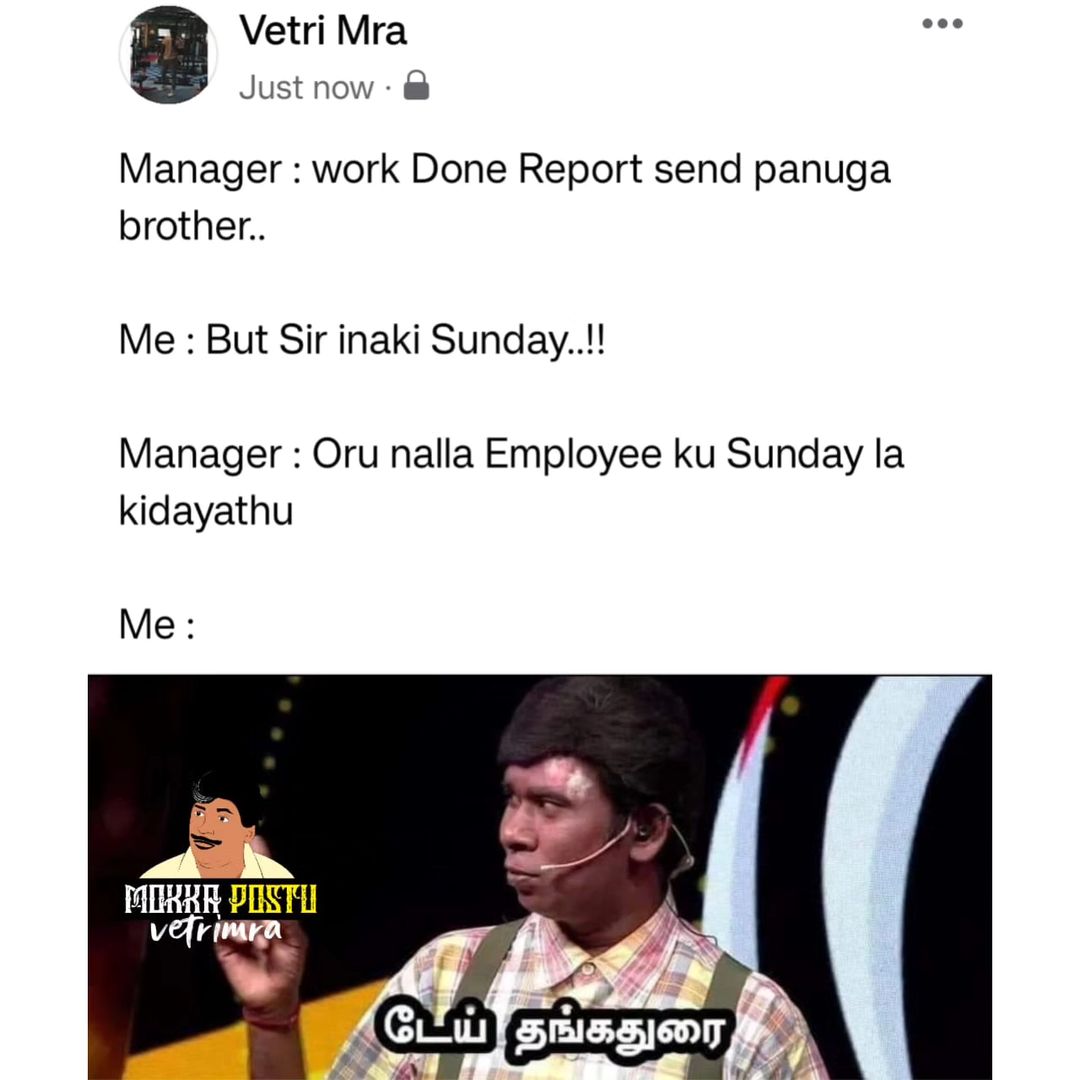 Vetri Mra
Just now ·
Manager : work Done Report send panuga
brother..
Me : But Sir inaki Sunday..!!
Manager : Oru nalla Employee ku Sunday la
kidayathu
Me :
MOKKA POSTU
vetrimra
டேய் தங்கதுரை